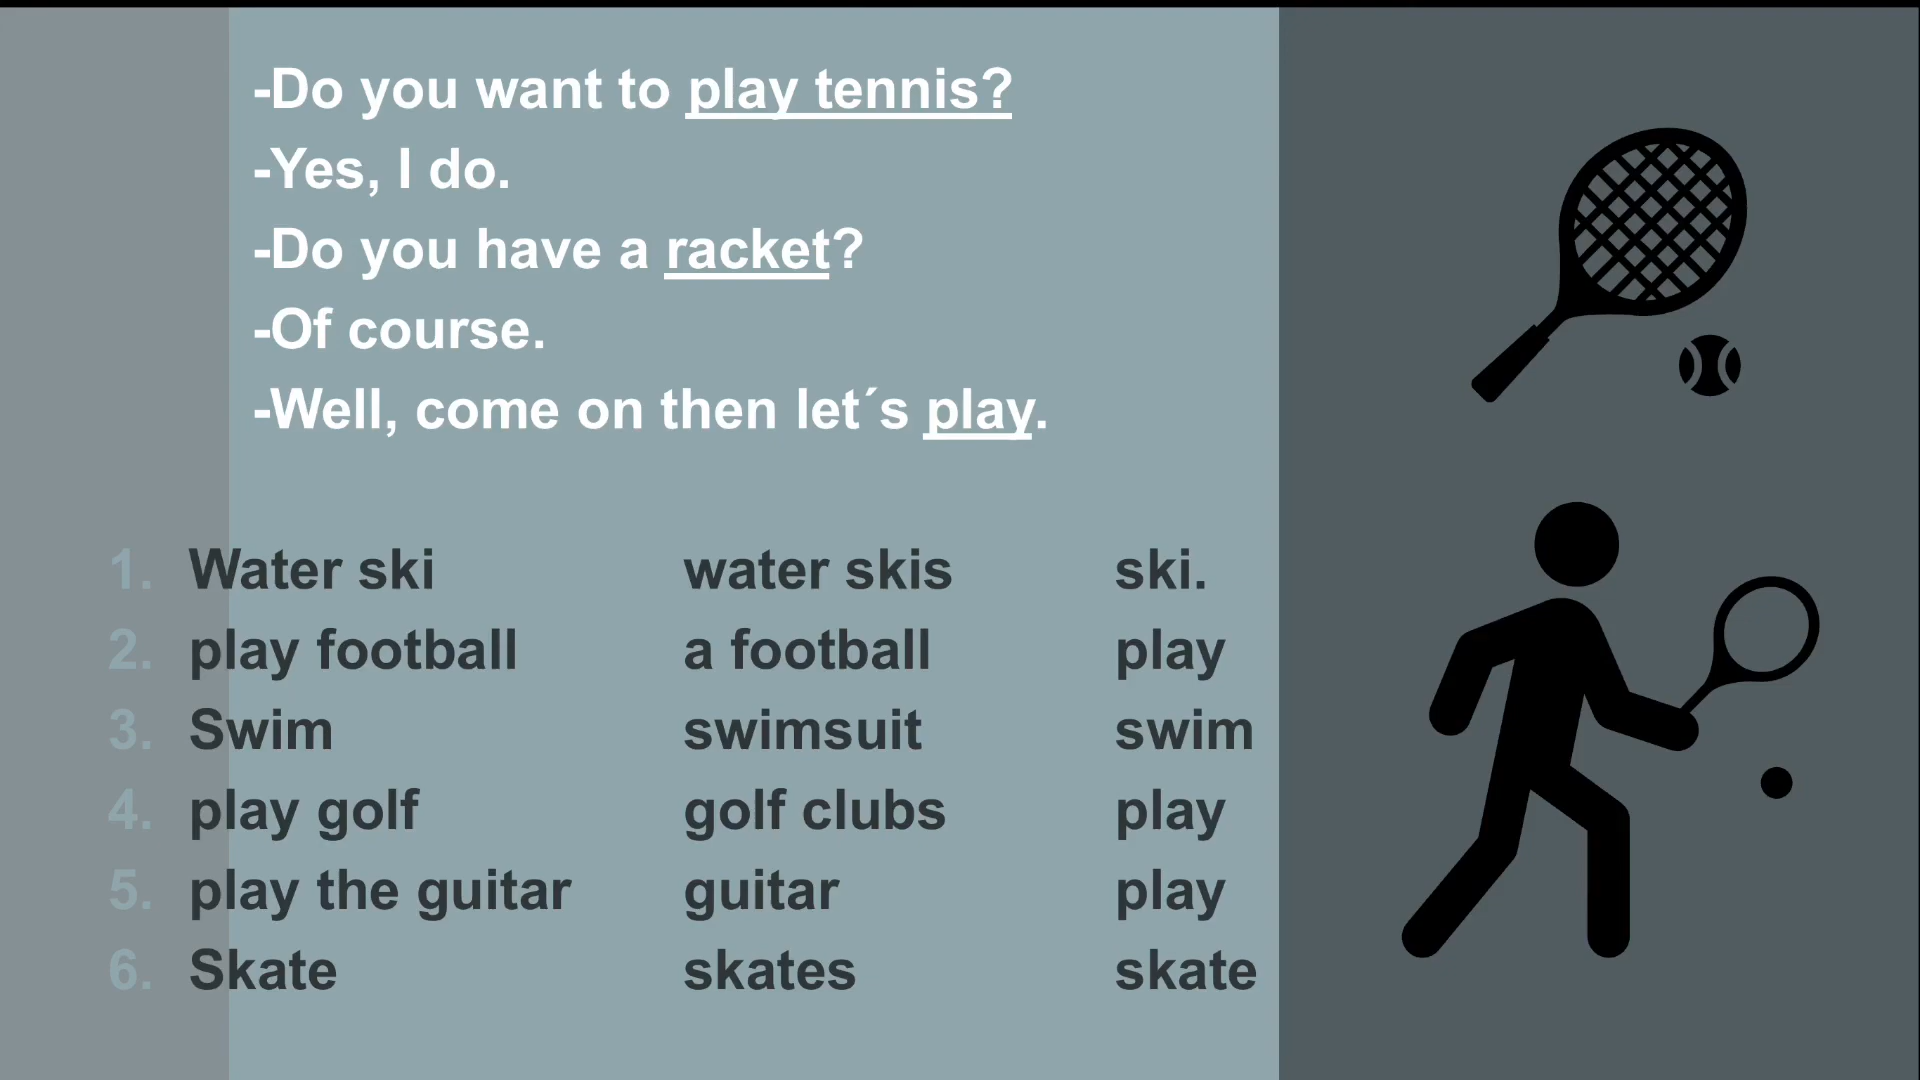 -Do you want to play tennis?
-Yes, I do.
-Do you have a racket?
-Of course.
-Well, come on then let´s play.
1. Water ski water skis ski.
2. play football a football play
3. Swim swimsuit swim
4. play golf golf clubs play
5. play the guitar guitar play
6. Skate skates skate